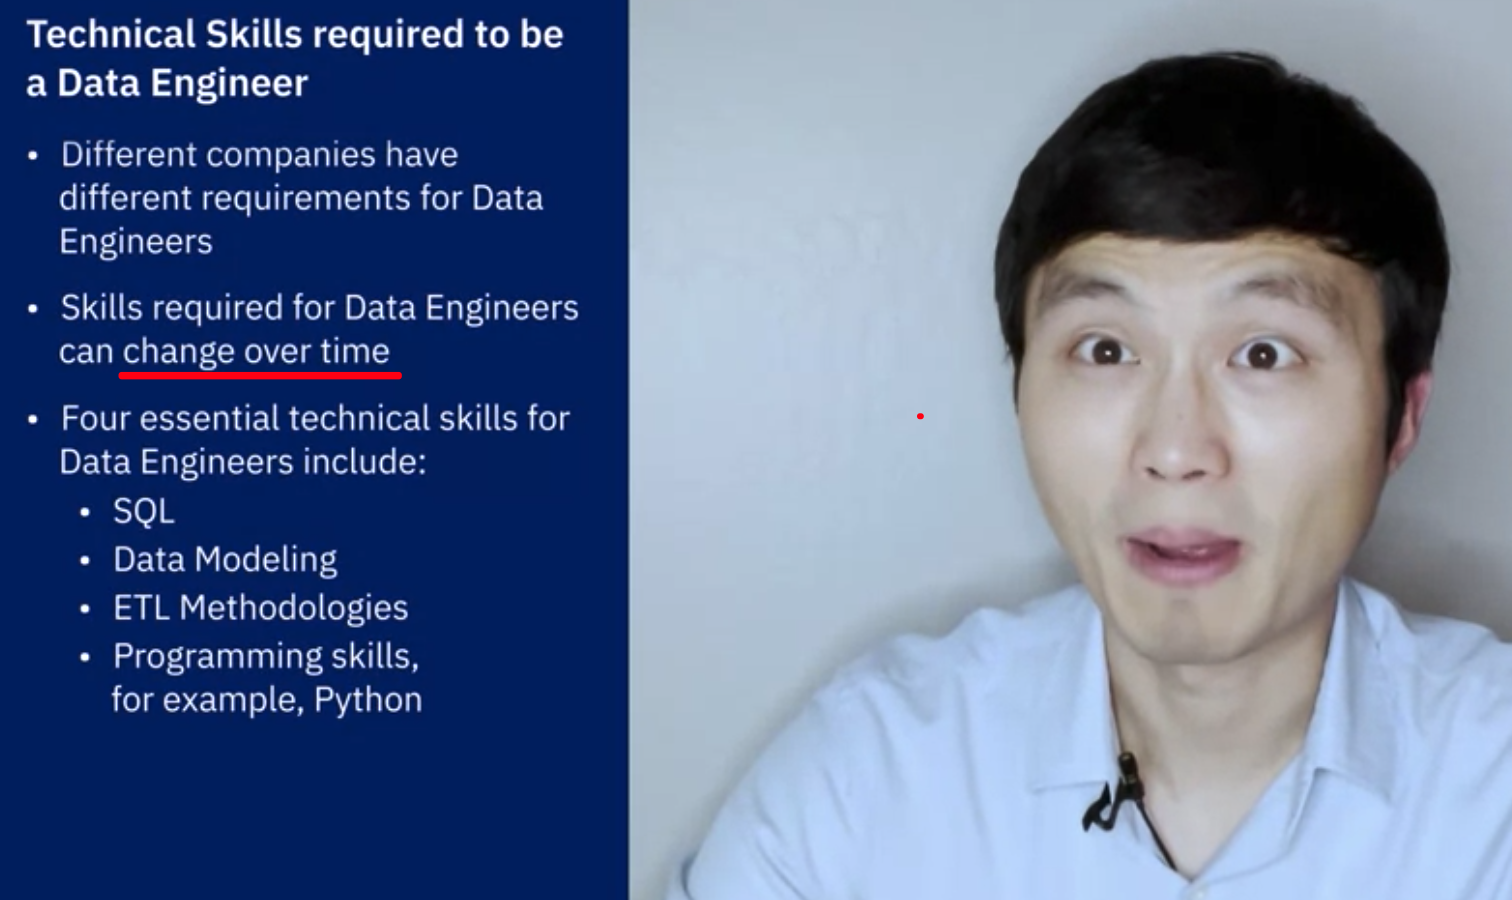 Technical Skills required to be
a Data Engineer
• Different companies have
different requirements for Data
Engineers
• Skills required for Data Engineers
can change over time
• Four essential technical skills for
Data Engineers include:
• SQL
• Data Modeling
• ETL Methodologies
• Programming skills,
for example, Python